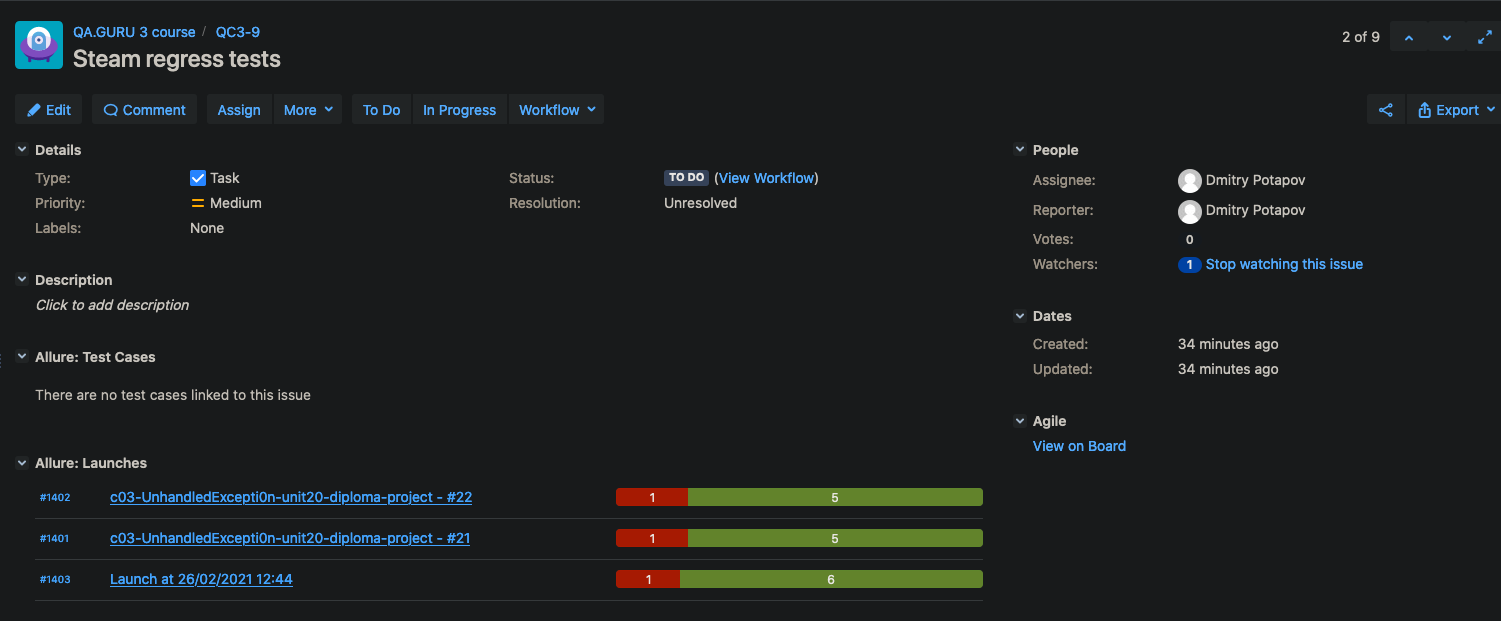 QA.GURU 3 course / QC3-9
Steam regress tests
2 of 9
Edit Comment Assign More To Do In Progress Workflow Export
Details
Type: Task
Status: TO DO (View Workflow)
Priority: Medium
Resolution: Unresolved
Labels: None
Description
Click to add description
Allure: Test Cases
There are no test cases linked to this issue
Allure: Launches
#1402 c03-UnhandledExcepti0n-unit20-diploma-project - #22 1 5
#1401 c03-UnhandledExcepti0n-unit20-diploma-project - #21 1 5
#1403 Launch at 26/02/2021 12:44 1 6
People
Assignee: Dmitry Potapov
Reporter: Dmitry Potapov
Votes: 0
Watchers: 1 Stop watching this issue
Dates
Created: 34 minutes ago
Updated: 34 minutes ago
Agile
View on Board